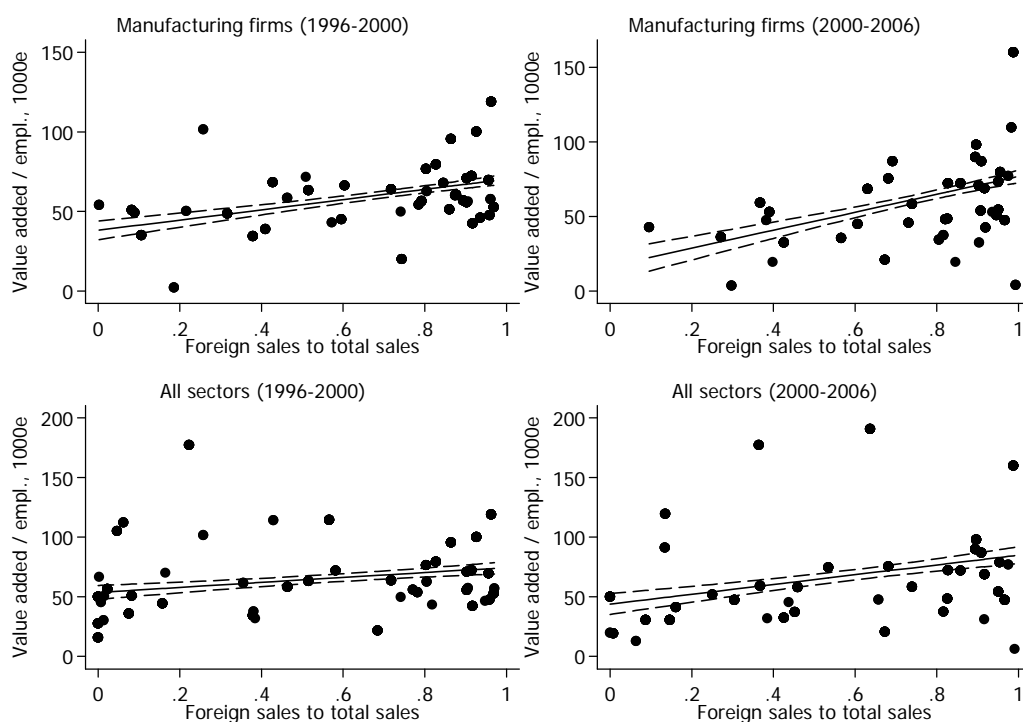 Manufacturing firms (1996-2000)
Value added / empl., 1000e
150
100
50
0
0 .2 .4 .6 .8 1
Foreign sales to total sales
Manufacturing firms (2000-2006)
Value added / empl., 1000e
150
100
50
0
0 .2 .4 .6 .8 1
Foreign sales to total sales
All sectors (1996-2000)
Value added / empl., 1000e
200
150
100
50
0
0 .2 .4 .6 .8 1
Foreign sales to total sales
All sectors (2000-2006)
Value added / empl., 1000e
200
150
100
50
0
0 .2 .4 .6 .8 1
Foreign sales to total sales